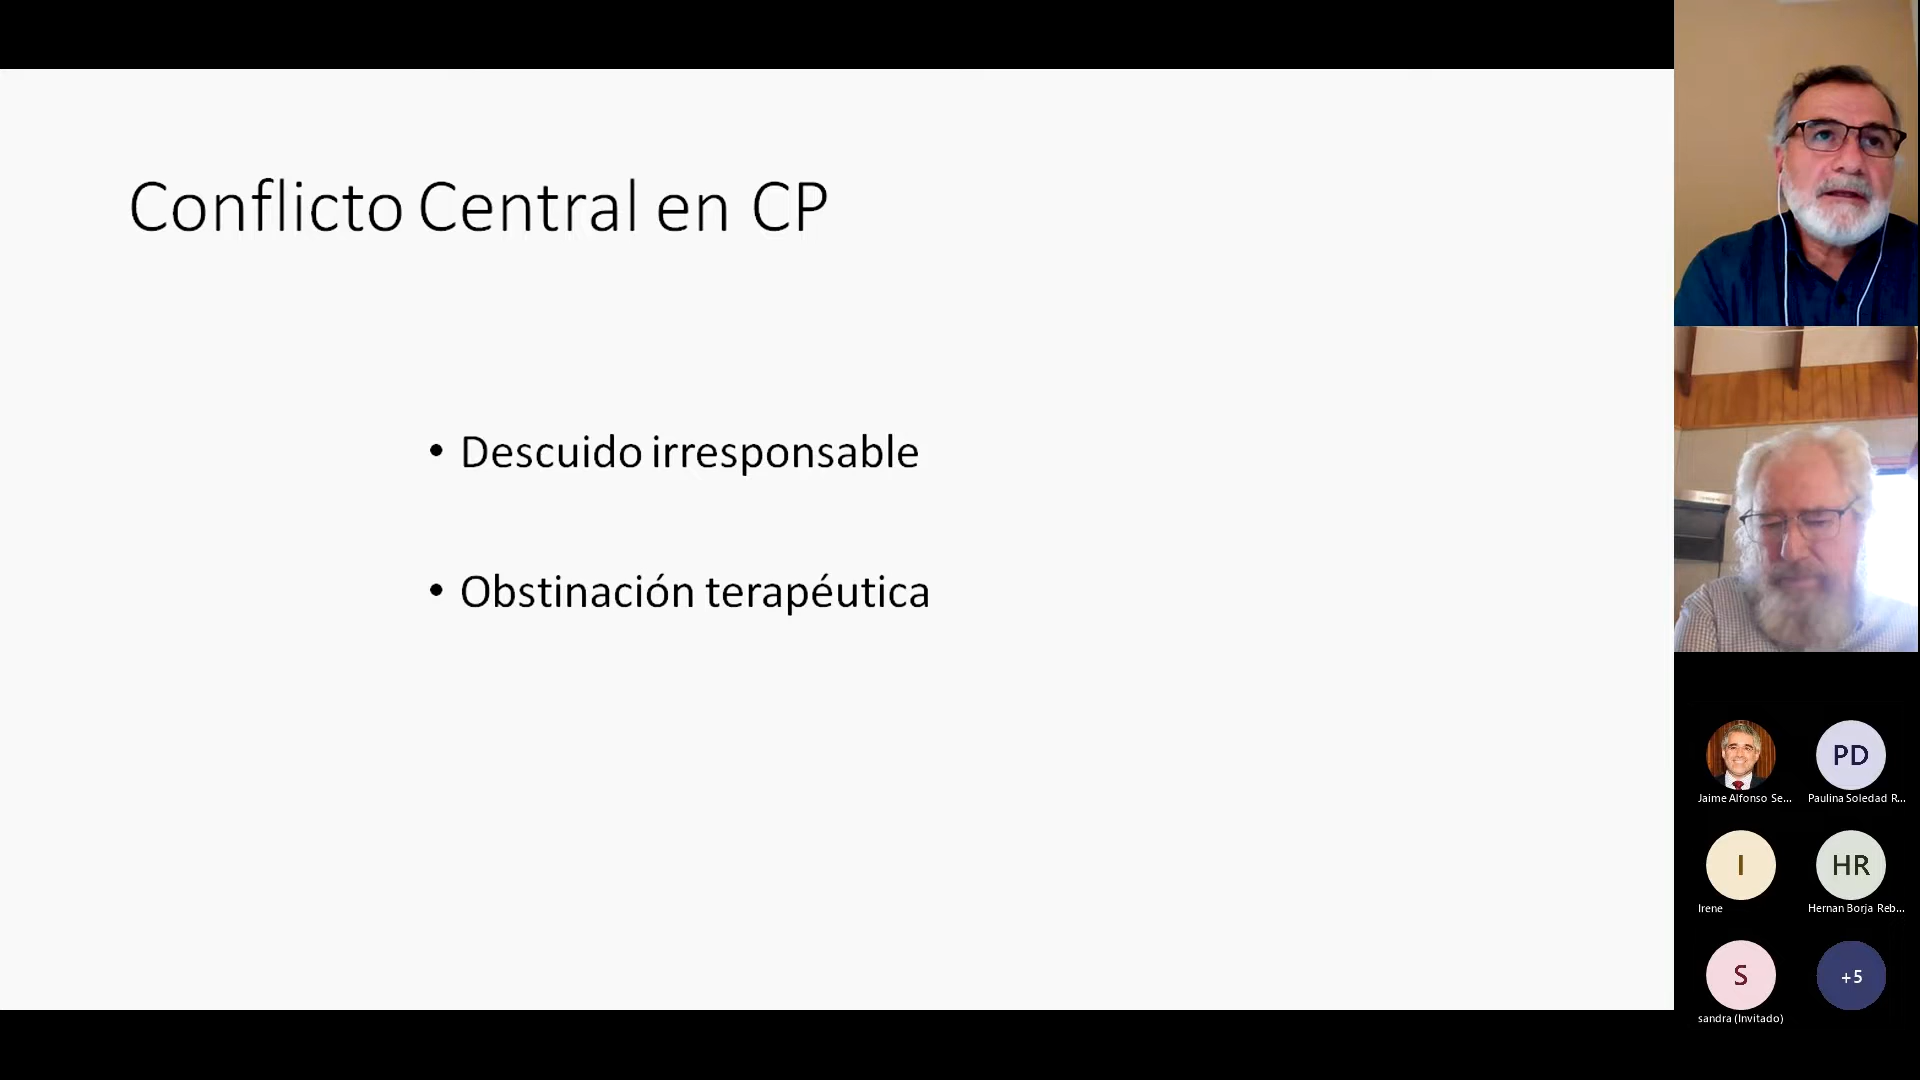 Conflicto Central en CP
• Descuido irresponsable
• Obstinación terapéutica
PD
Jaime Alfonso Se...
Paulina Soledad R...
I
HR
Irene
Hernan Borja Reb...
S
+5
sandra (Invitado)